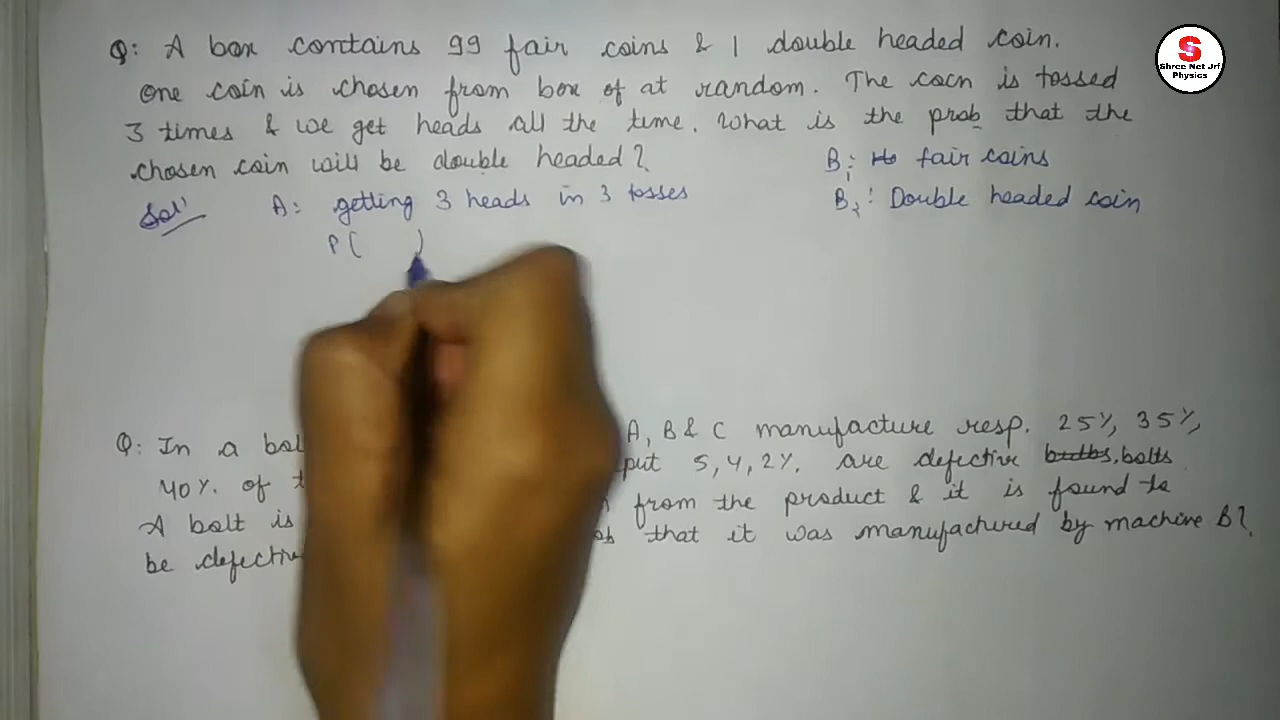 Q: A box contains 99 fair coins & 1 double headed coin.
One coin is chosen from box of at random. The coin is tossed
3 times & we get heads all the time. What is the prob that the
chosen coin will be double headed?
B₁: Ho fair coins
Sol:
A: getting 3 heads in 3 tosses
B₂: Double headed coin
P( )
Q: In a bol A, B & C manufacture resp. 25%, 35%,
40%. of t put 5, 4, 2%. are defective bulbs, bolts
A bolt is from the product & it is found to
be defective ob that it was manufactured by machine B?
S
Shree Net Jrf
Physics